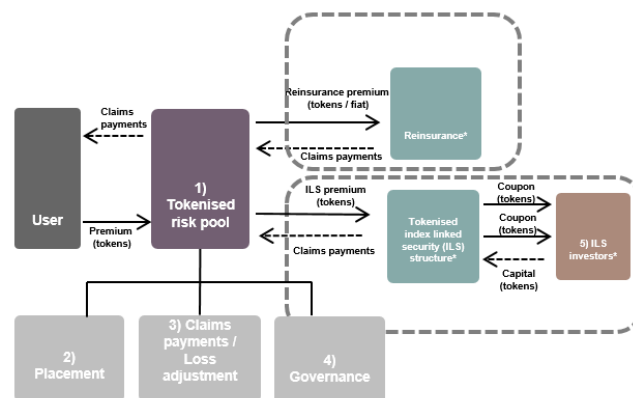 Claims
payments
User
Premium
(tokens)
1)
Tokenised
risk pool
Reinsurance premium
(tokens / fiat)
Claims payments
Reinsurance*
ILS premium
(tokens)
Claims payments
Tokenised
index linked
security (ILS)
structure*
Coupon
(tokens)
Coupon
(tokens)
Capital
(tokens)
5) ILS
investors*
2)
Placement
3) Claims
payments /
Loss
adjustment
4)
Governance